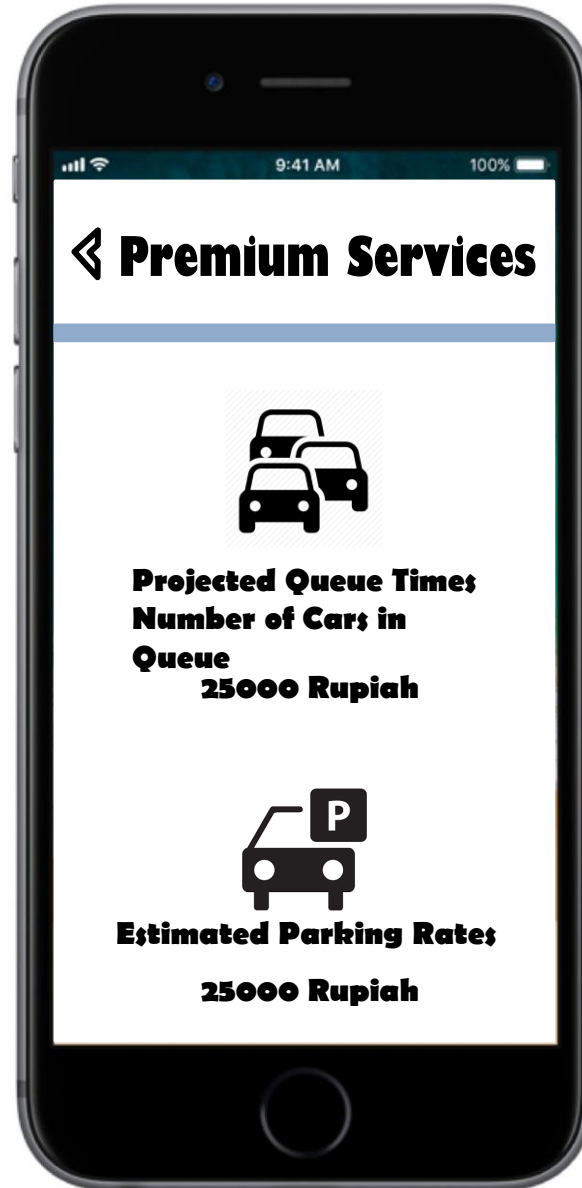 9:41 AM
100%
Premium Services
Projected Queue Times
Number of Cars in
Queue
25000 Rupiah
P
Estimated Parking Rates
25000 Rupiah